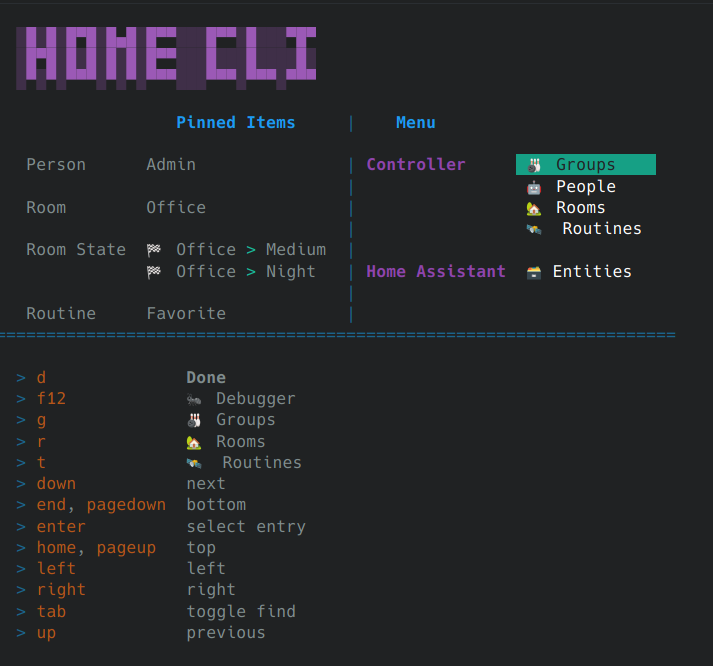 HOME CLI
Pinned Items | Menu
Person Admin | Controller 🎳 Groups
| 🤖 People
Room Office | 🏡 Rooms
| 🛰 Routines
Room State 🏁 Office > Medium |
🏁 Office > Night | Home Assistant 🗃 Entities
|
Routine Favorite |
====================================================================
> d Done
> f12 🐜 Debugger
> g 🎳 Groups
> r 🏡 Rooms
> t 🛰 Routines
> down next
> end, pagedown bottom
> enter select entry
> home, pageup top
> left left
> right right
> tab toggle find
> up previous